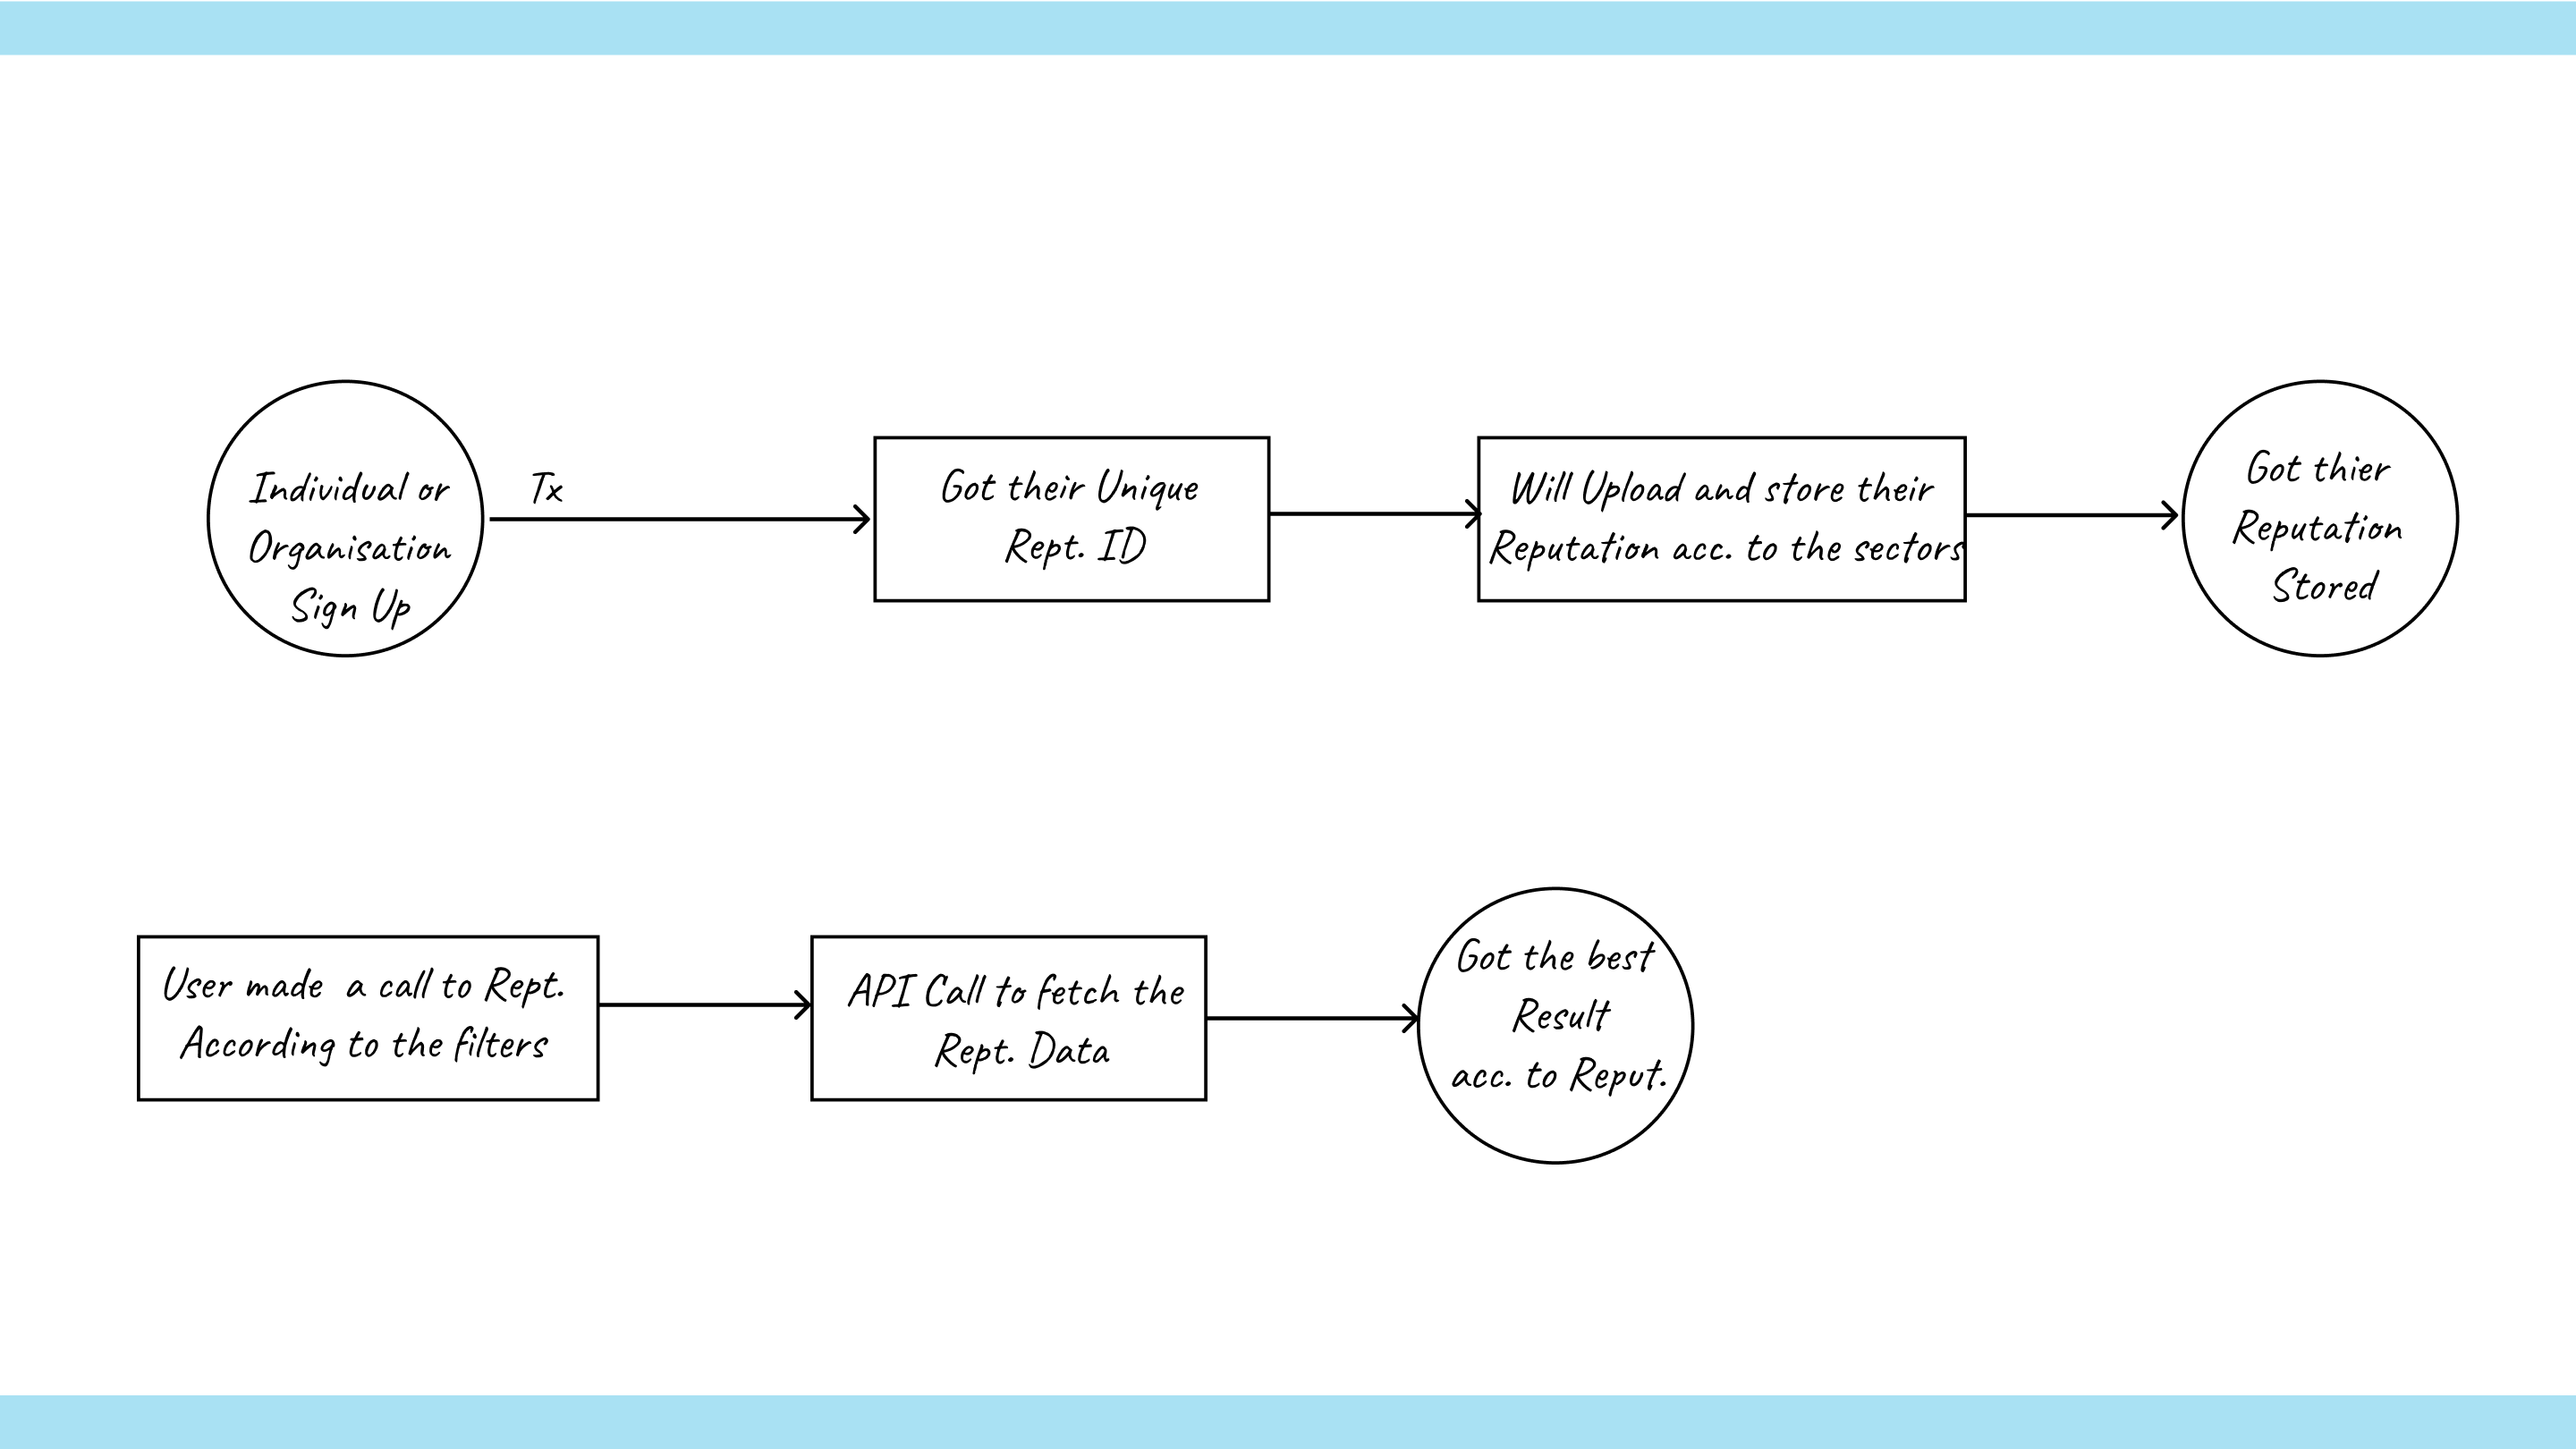 Individual or
Organisation
Sign Up
Tx
Got their Unique
Rept. ID
Will Upload and store their
Reputation acc. to the sectors
Got thier
Reputation
Stored
User made a call to Rept.
According to the filters
API Call to fetch the
Rept. Data
Got the best
Result
acc. to Reput.